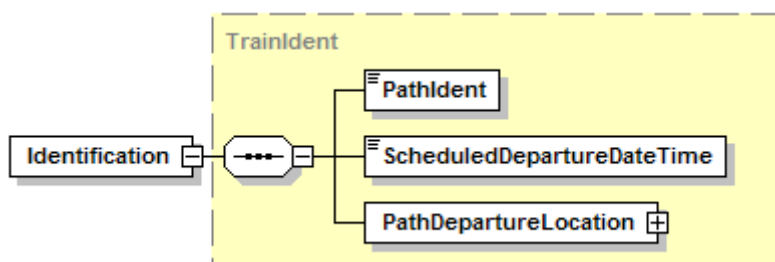 TrainIdent
PathIdent
Identification
ScheduledDepartureDateTime
PathDepartureLocation